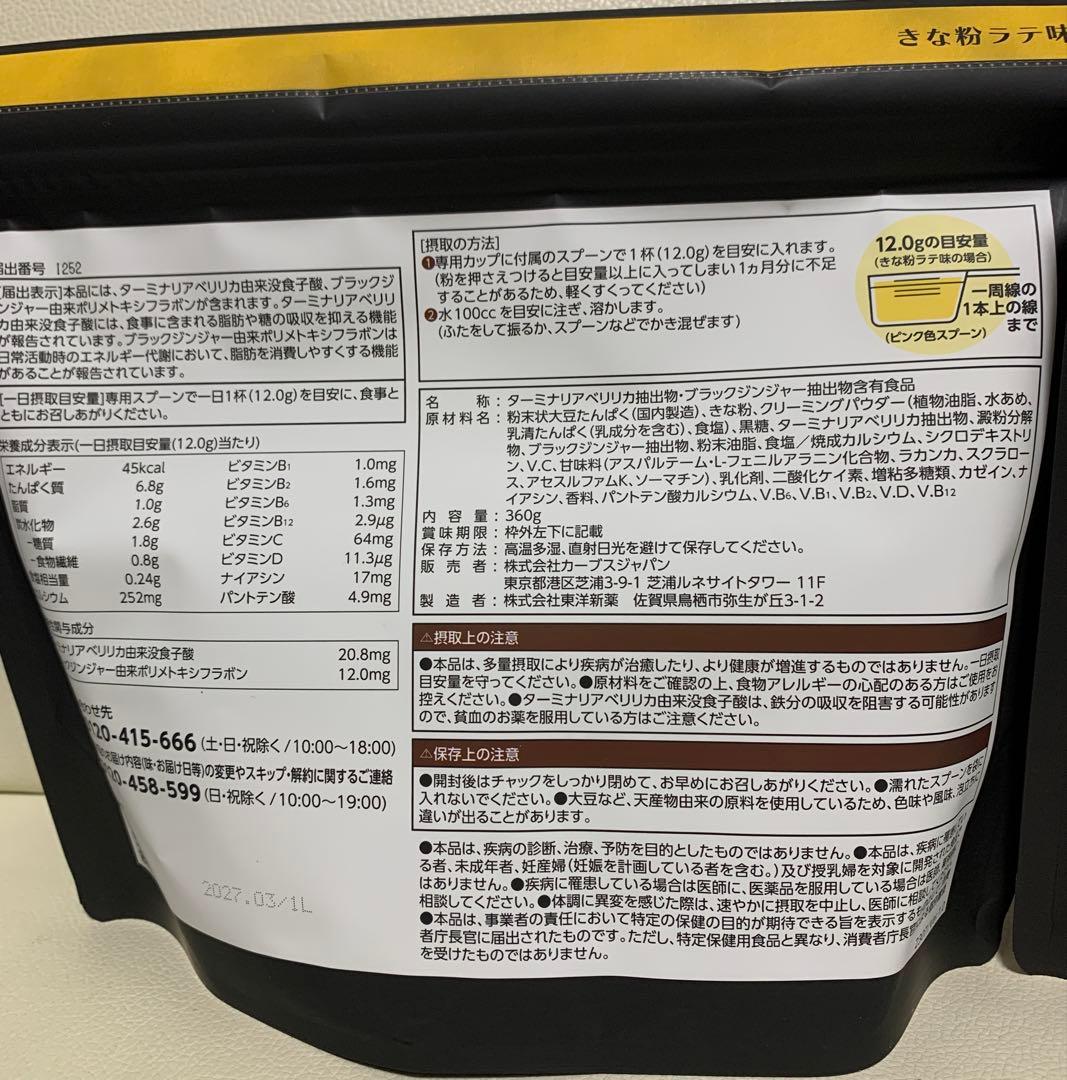 きな粉ラテ味
届出番号 I252
[届出表示]本品には、ターミナリアベリリカ由来没食子酸、ブラックジ
ンジャー由来ポリメトキシフラボンが含まれます。ターミナリアベリリ
カ由来没食子酸には、食事に含まれる脂肪や糖の吸収を抑える機能
が報告されています。ブラックジンジャー由来ポリメトキシフラボンは
日常活動時のエネルギー代謝において、脂肪を消費しやすくする機能
があることが報告されています。
[一日摂取目安量]専用スプーンで一日1杯(12.0g)を目安に、食事と
ともにお召しあがりください。
栄養成分表示(一日摂取目安量(12.0g)当たり)
エネルギー 45kcal ビタミンB1 1.0mg
たんぱく質 6.8g ビタミンB2 1.6mg
脂質 1.0g ビタミンB6 1.3mg
炭水化物 2.6g ビタミンB12 2.9μg
-糖質 1.8g ビタミンC 64mg
-食物繊維 0.8g ビタミンD 11.3μg
相当量 0.24g ナイアシン 17mg
シウム 252mg パントテン酸 4.9mg
関与成分
ナリアベリリカ由来没食子酸 20.8mg
クジンジャー由来ポリメトキシフラボン 12.0mg
わせ先
20-415-666 (土・日・祝除く/10:00〜18:00)
お届け内容(味・お届け日等)の変更やスキップ・解約に関するご連絡
0-458-599 (日・祝除く/10:00〜19:00)
2027.03/1L
[摂取の方法]
❶専用カップに付属のスプーンで1杯(12.0g)を目安に入れます。
(粉を押さえつけると目安量以上に入ってしまい1ヵ月分に不足
することがあるため、軽くすくってください)
❷水100ccを目安に注ぎ、溶かします。
(ふたをして振るか、スプーンなどでかき混ぜます)
12.0gの目安量
(きな粉ラテ味の場合)
一周線の
1本上の線
まで
(ピンク色スプーン)
名称:ターミナリアベリリカ抽出物・ブラックジンジャー抽出物含有食品
原材料名:粉末状大豆たんぱく(国内製造)、きな粉、クリーミングパウダー(植物油脂、水あめ、
乳清たんぱく(乳成分を含む)、食塩)、黒糖、ターミナリアベリリカ抽出物、澱粉分解
物、ブラックジンジャー抽出物、粉末油脂、食塩/焼成カルシウム、シクロデキストリ
ン、V.C、甘味料(アスパルテーム・L-フェニルアラニン化合物、ラカンカ、スクラロー
ス、アセスルファムK、ソーマチン)、乳化剤、二酸化ケイ素、増粘多糖類、カゼイン、ナ
イアシン、香料、パントテン酸カルシウム、V.B6、V.B1、V.B2、V.D、V.B12
内容量:360g
賞味期限:枠外左下に記載
保存方法:高温多湿、直射日光を避けて保存してください。
販売者:株式会社カーブスジャパン
東京都港区芝浦3-9-1 芝浦ルネサイトタワー 11F
製造者:株式会社東洋新薬 佐賀県鳥栖市弥生が丘3-1-2
⚠摂取上の注意
●本品は、多量摂取により疾病が治癒したり、より健康が増進するものではありません。一日摂取
目安量を守ってください。●原材料をご確認の上、食物アレルギーの心配のある方はご使用をお
控えください。●ターミナリアベリリカ由来没食子酸は、鉄分の吸収を阻害する可能性があります
ので、貧血のお薬を服用している方はご注意ください。
⚠保存上の注意
●開封後はチャックをしっかり閉めて、お早めにお召しあがりください。●濡れたスプーンを袋に
入れないでください。●大豆など、天産物由来の原料を使用しているため、色味や風味、泡立ちに
違いが出ることがあります。
●本品は、疾病の診断、治療、予防を目的としたものではありません。●本品は、疾病に罹患してい
る者、未成年者、妊産婦(妊娠を計画している者を含む。)及び授乳婦を対象に開発された
はありません。●疾病に罹患している場合は医師に、医薬品を服用している場合は医師
相談してください。●体調に異変を感じた際は、速やかに摂取を中止し、医師に相談し
●本品は、事業者の責任において特定の保健の目的が期待できる旨を表示するも
者庁長官に届出されたものです。ただし、特定保健用食品と異なり、消費者庁長
を受けたものではありません。